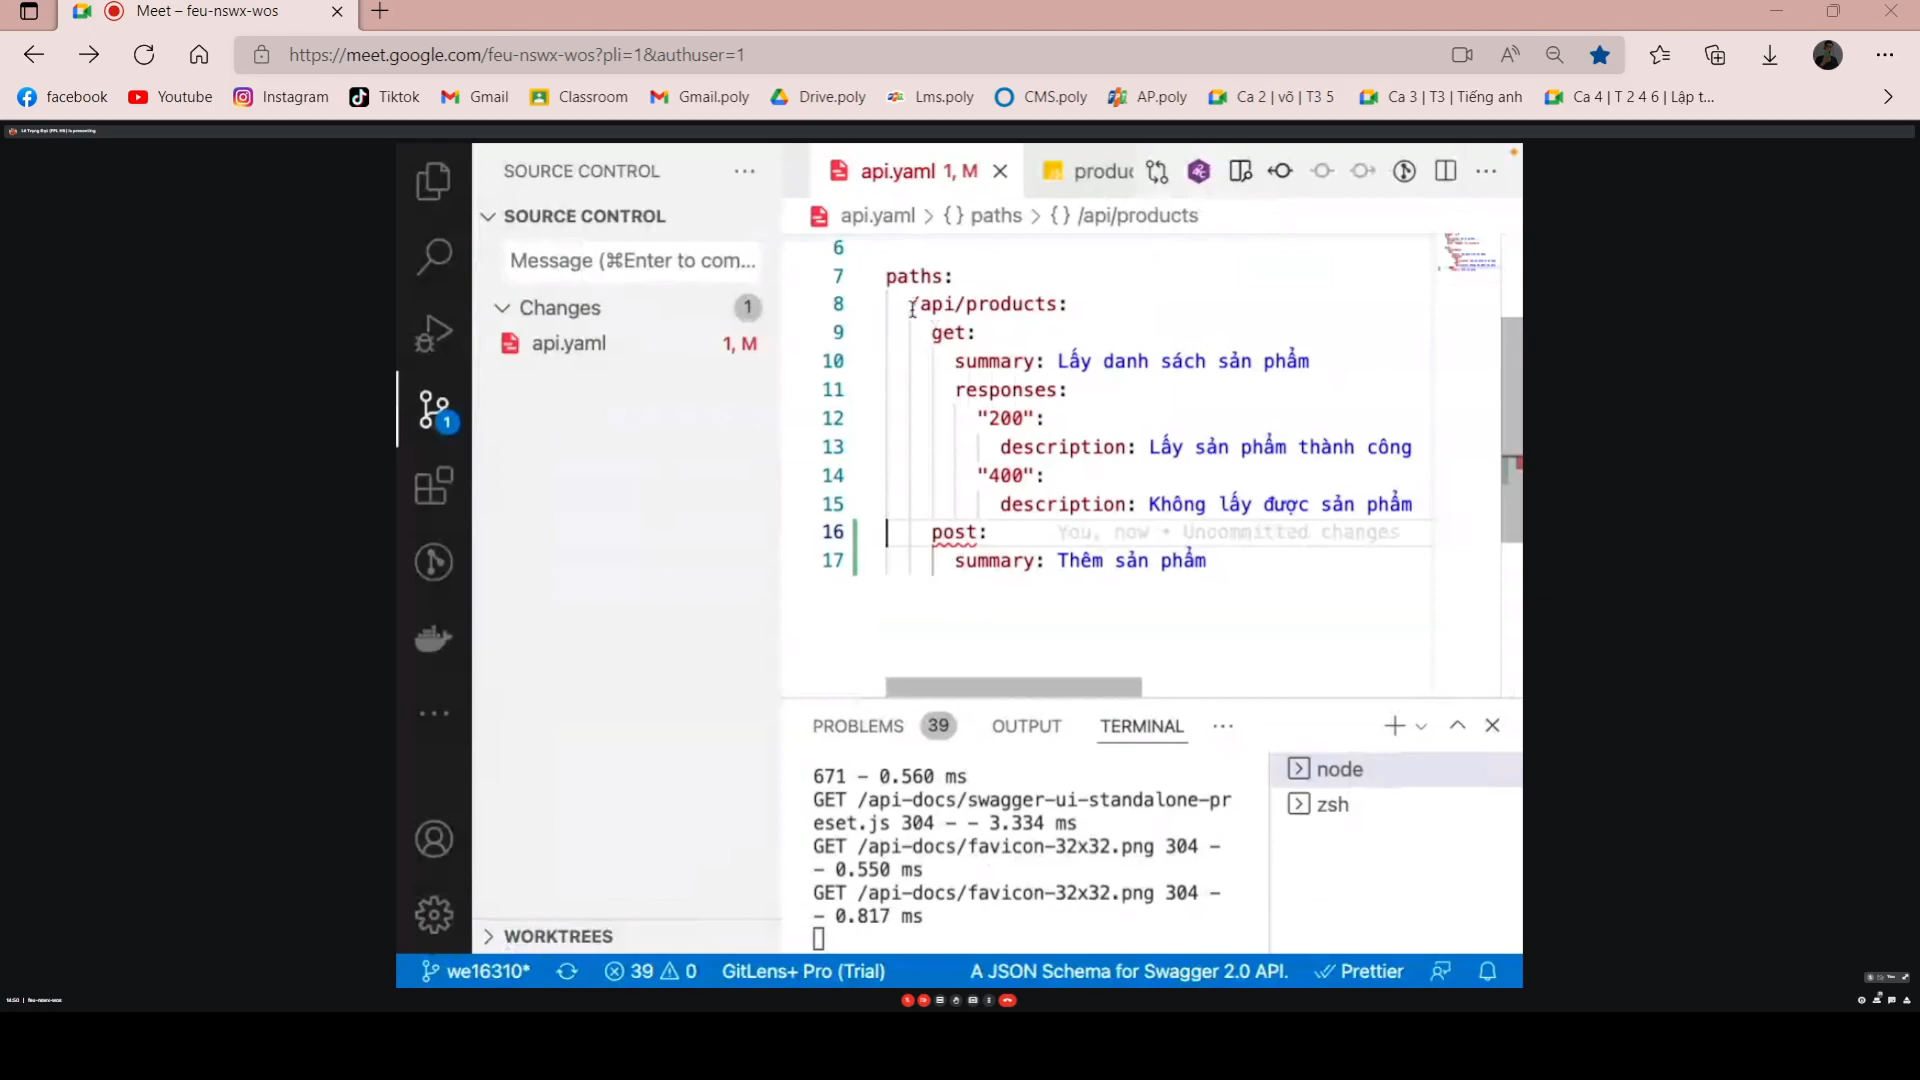 Meet – feu-nswx-wos
https://meet.google.com/feu-nswx-wos?pli=1&authuser=1
facebook Youtube Instagram Tiktok Gmail Classroom Gmail.poly Drive.poly Lms.poly CMS.poly AP.poly Ca 2 | võ | T3 5 Ca 3 | T3 | Tiếng anh Ca 4 | T 2 4 6 | Lập t...
SOURCE CONTROL
SOURCE CONTROL
Message (⌘Enter to com...
Changes 1
api.yaml 1, M
WORKTREES
api.yaml 1, M produc
api.yaml > {} paths > {} /api/products
6
7 paths:
8 /api/products:
9 get:
10 summary: Lấy danh sách sản phẩm
11 responses:
12 "200":
13 description: Lấy sản phẩm thành công
14 "400":
15 description: Không lấy được sản phẩm
16 post: You, now • Uncommitted changes
17 summary: Thêm sản phẩm
PROBLEMS 39 OUTPUT TERMINAL
671 – 0.560 ms
GET /api-docs/swagger-ui-standalone-pr
eset.js 304 – – 3.334 ms
GET /api-docs/favicon-32x32.png 304 –
– 0.550 ms
GET /api-docs/favicon-32x32.png 304 –
– 0.817 ms
node
zsh
1
we16310* 39 0 GitLens+ Pro (Trial) A JSON Schema for Swagger 2.0 API. Prettier
feu-nswx-wos